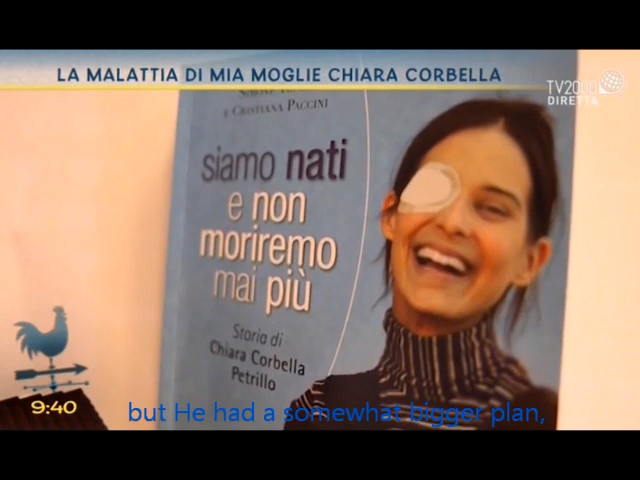 LA MALATTIA DI MIA MOGLIE CHIARA CORBELLA
TV2000
DIRETTA
E CRISTIANA PACCINI
siamo nati
e non
moriremo
mai più
Storia di
Chiara Corbella
Petrillo
9:40
but He had a somewhat bigger plan,